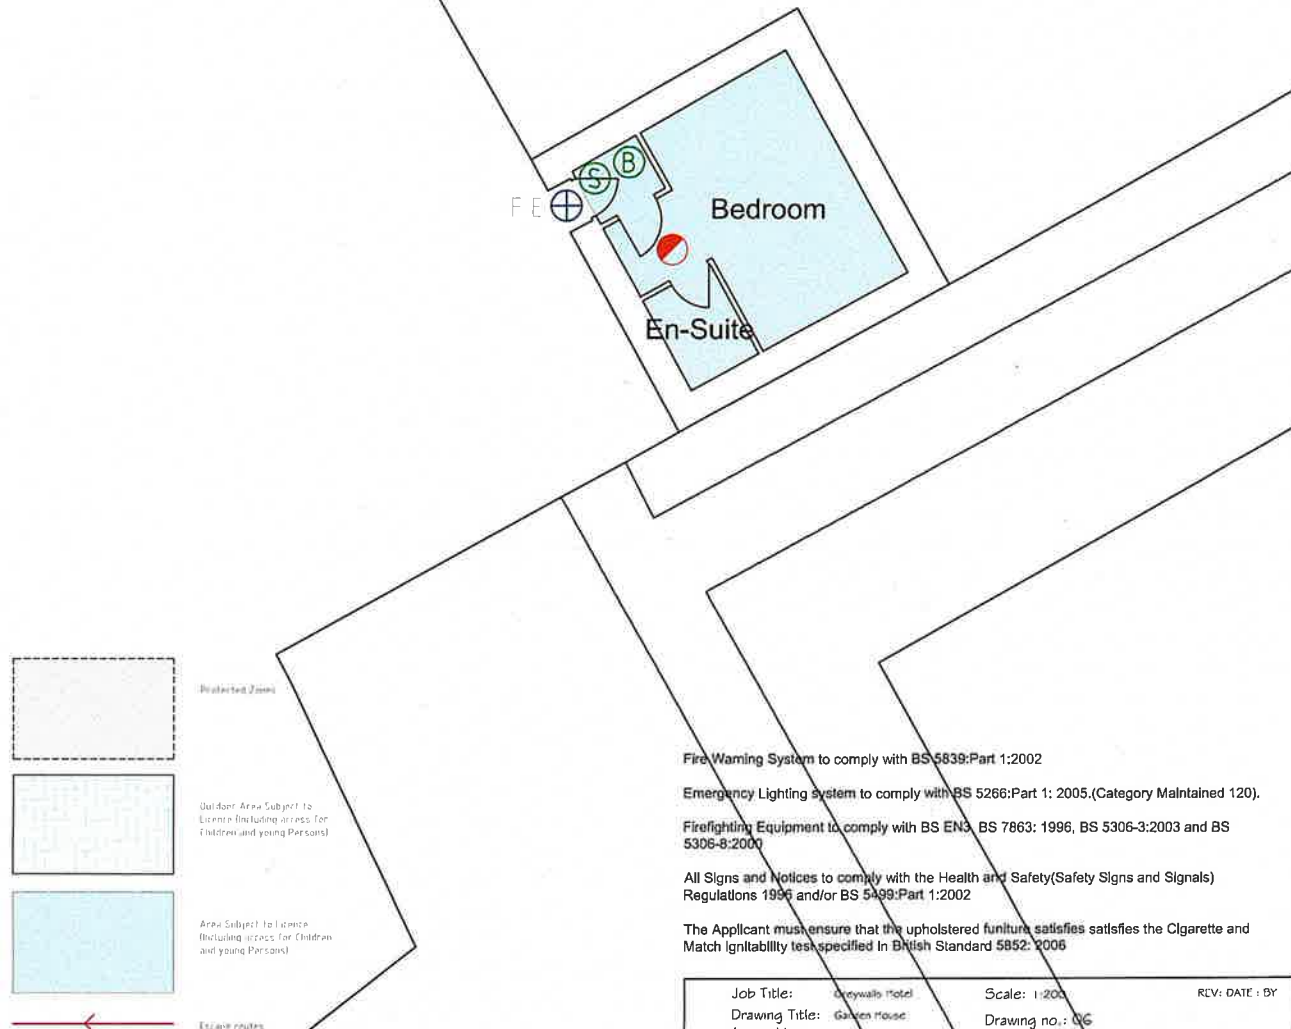 B
S
FE
Bedroom
En-Suite
Protected Zones
Outdoor Area Subject to
Licence (Including access for
Children and young Persons)
Area Subject to Licence
(Including access for Children
and young Persons)
Escape routes
Fire Warning System to comply with BS 5839:Part 1:2002
Emergency Lighting system to comply with BS 5266:Part 1: 2005.(Category Maintained 120).
Firefighting Equipment to comply with BS EN3, BS 7863: 1996, BS 5306-3:2003 and BS
5306-8:2000
All Signs and Notices to comply with the Health and Safety(Safety Signs and Signals)
Regulations 1996 and/or BS 5499:Part 1:2002
The Applicant must ensure that the upholstered funiture satisfies satisfies the Cigarette and
Match Ignitability test specified in British Standard 5852: 2006
Job Title: Greywalls Hotel
Scale: 1:200
REV: DATE : BY
Drawing Title: Garden House
Drawing no.: 06